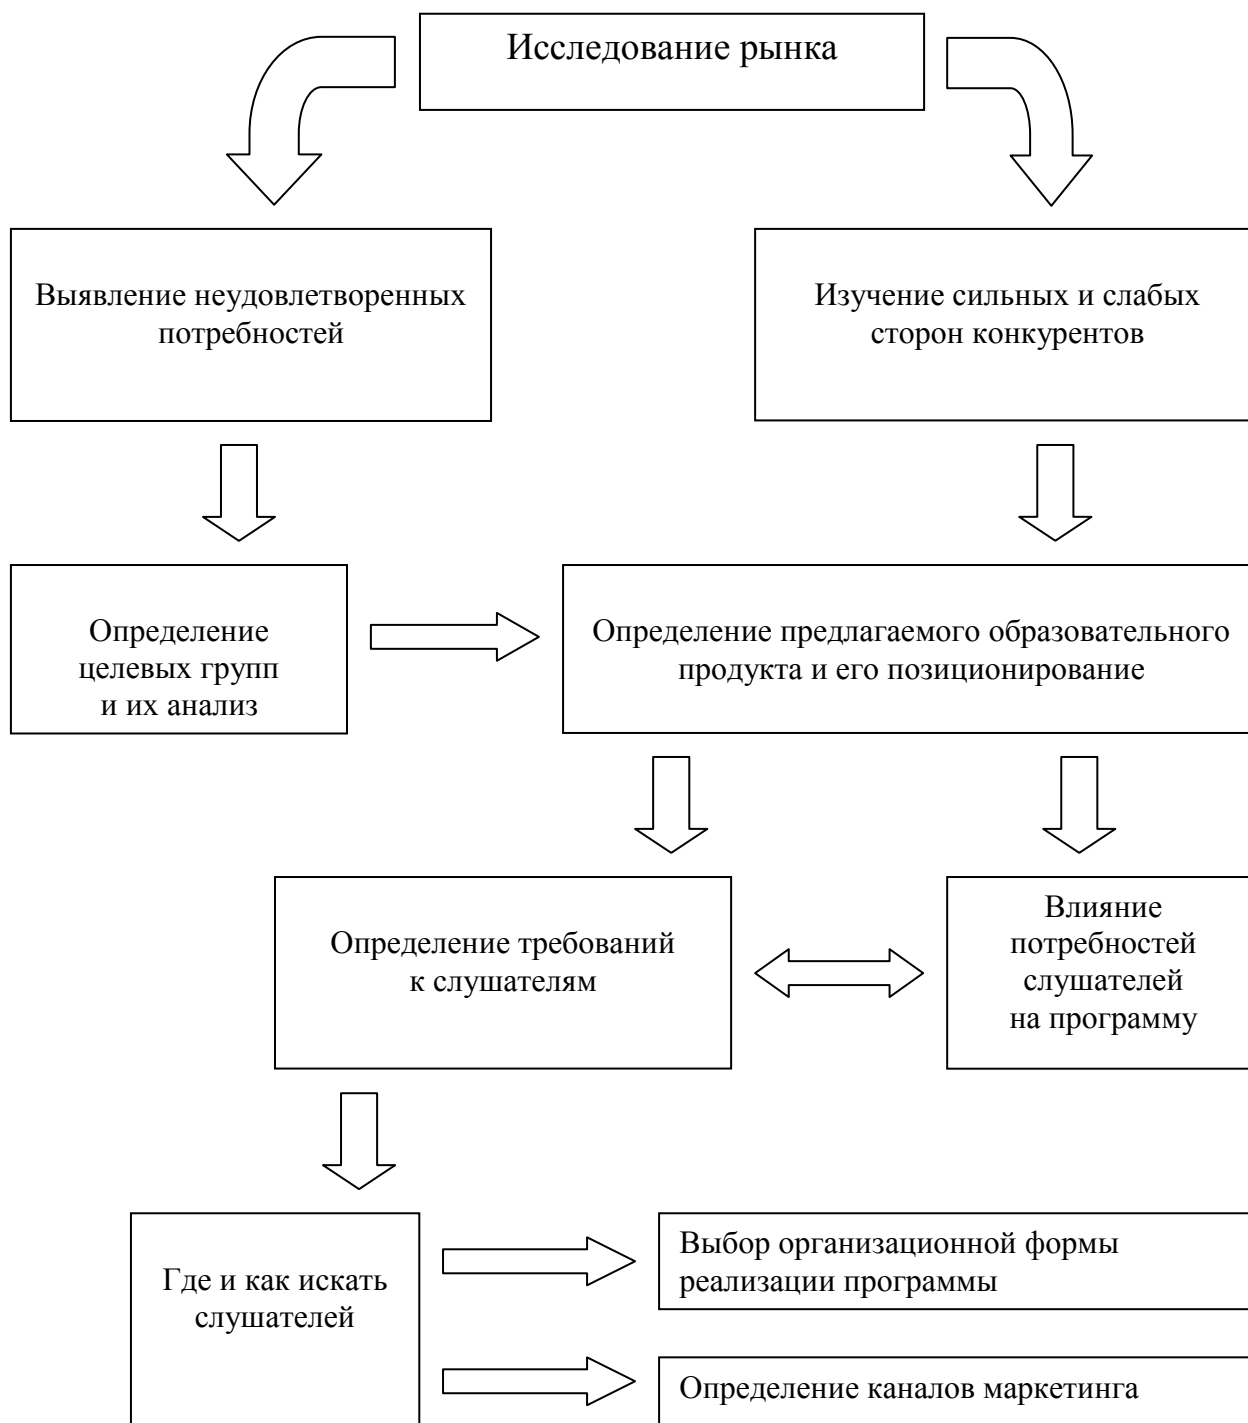 Исследование рынка
Выявление неудовлетворенных
потребностей
Изучение сильных и слабых
сторон конкурентов
Определение
целевых групп
и их анализ
Определение предлагаемого образовательного
продукта и его позиционирование
Определение требований
к слушателям
Влияние
потребностей
слушателей
на программу
Где и как искать
слушателей
Выбор организационной формы
реализации программы
Определение каналов маркетинга